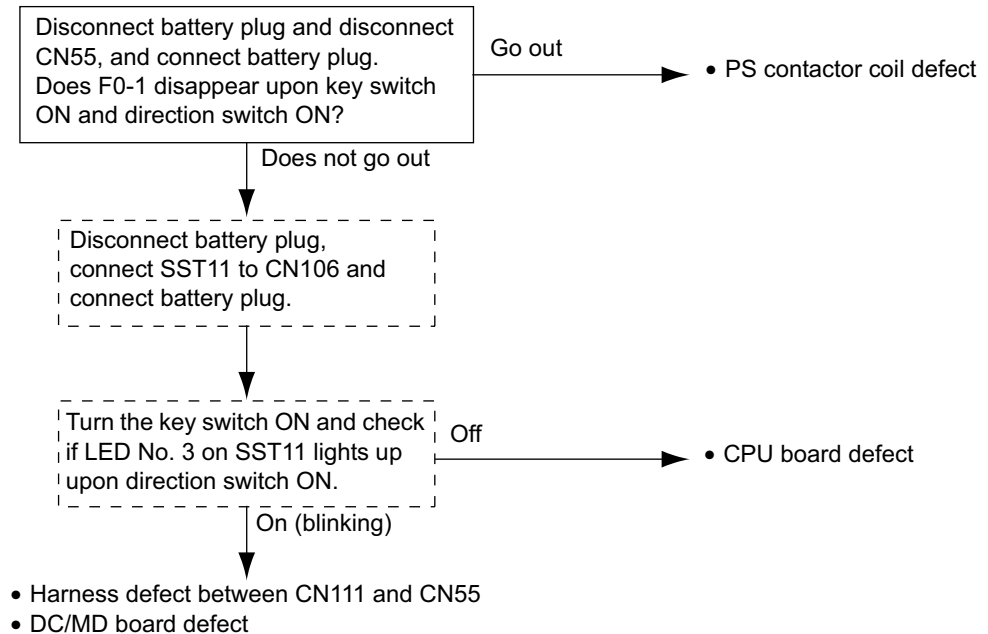 Disconnect battery plug and disconnect
CN55, and connect battery plug.
Does F0-1 disappear upon key switch
ON and direction switch ON?
Go out
• PS contactor coil defect
Does not go out
Disconnect battery plug,
connect SST11 to CN106 and
connect battery plug.
Turn the key switch ON and check
if LED No. 3 on SST11 lights up
upon direction switch ON.
Off
• CPU board defect
On (blinking)
• Harness defect between CN111 and CN55
• DC/MD board defect